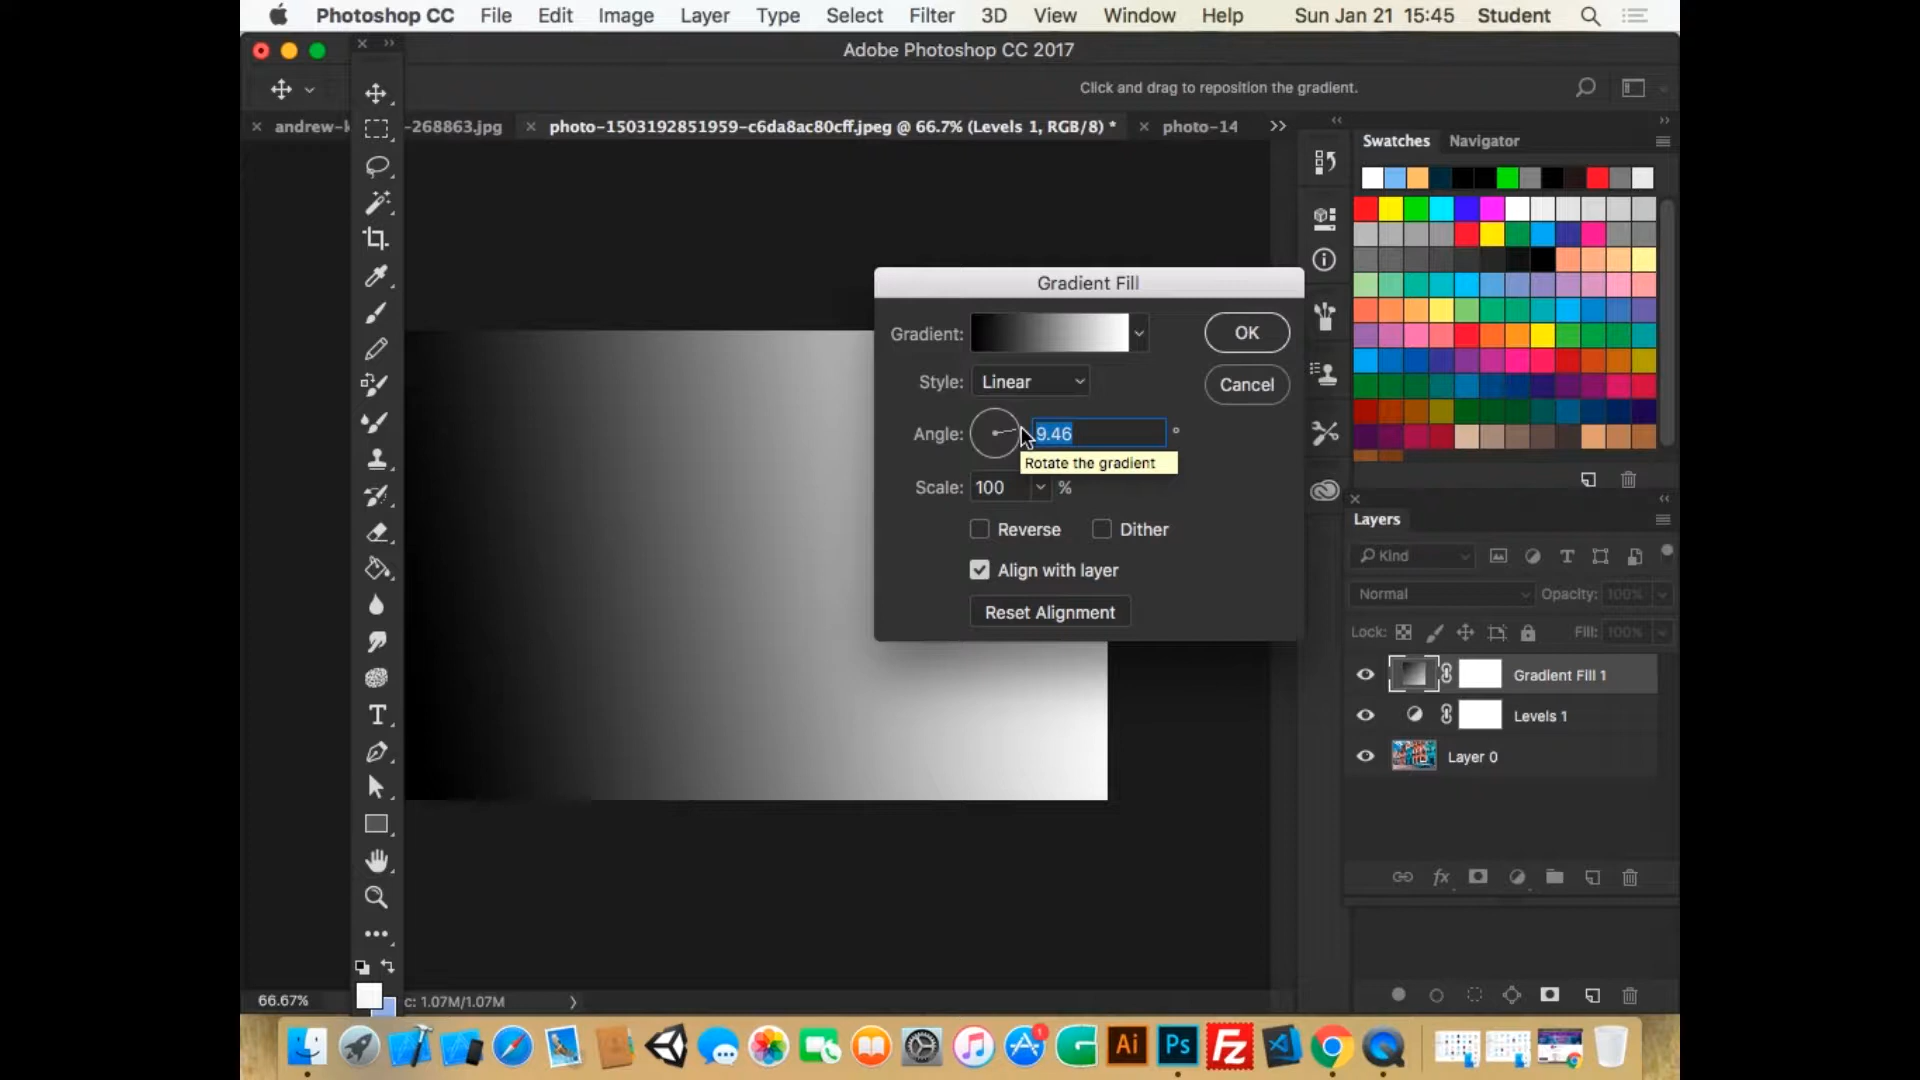 Photoshop CC File Edit Image Layer Type Select Filter 3D View Window Help Sun Jan 21 15:45 Student
Adobe Photoshop CC 2017
Click and drag to reposition the gradient.
andrew-k -268863.jpg photo-1503192851959-c6da8ac80cff.jpeg @ 66.7% (Levels 1, RGB/8) * photo-14
Swatches Navigator
Gradient Fill
Gradient:
OK
Style: Linear
Cancel
Angle: 9.46 °
Rotate the gradient
Scale: 100 %
Reverse Dither
Align with layer
Reset Alignment
Layers
Kind
Normal Opacity: 100%
Lock: Fill: 100%
Gradient Fill 1
Levels 1
Layer 0
fx
66.67% c: 1.07M/1.07M
1
Ai Ps Fz